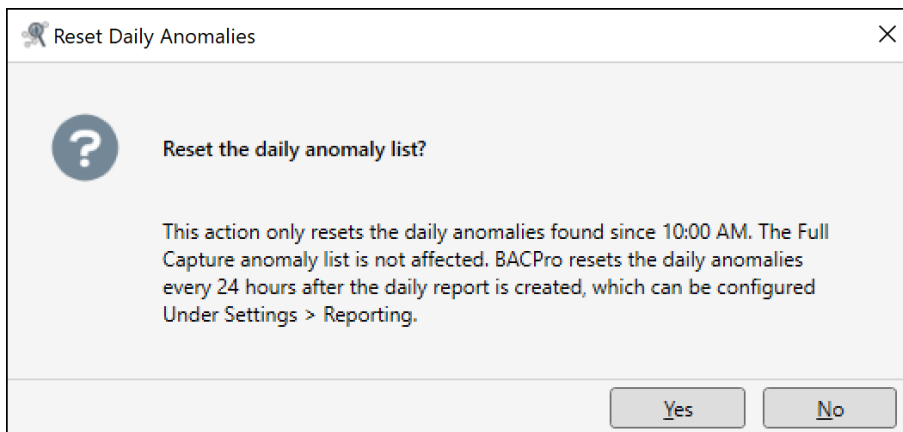 Reset Daily Anomalies
Reset the daily anomaly list?
This action only resets the daily anomalies found since 10:00 AM. The Full
Capture anomaly list is not affected. BACPro resets the daily anomalies
every 24 hours after the daily report is created, which can be configured
Under Settings > Reporting.
Yes
No